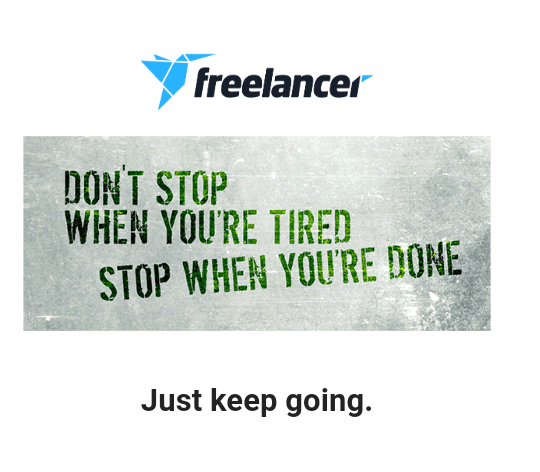 freelancer
DON'T STOP
WHEN YOU'RE TIRED
STOP WHEN YOU'RE DONE
Just keep going.